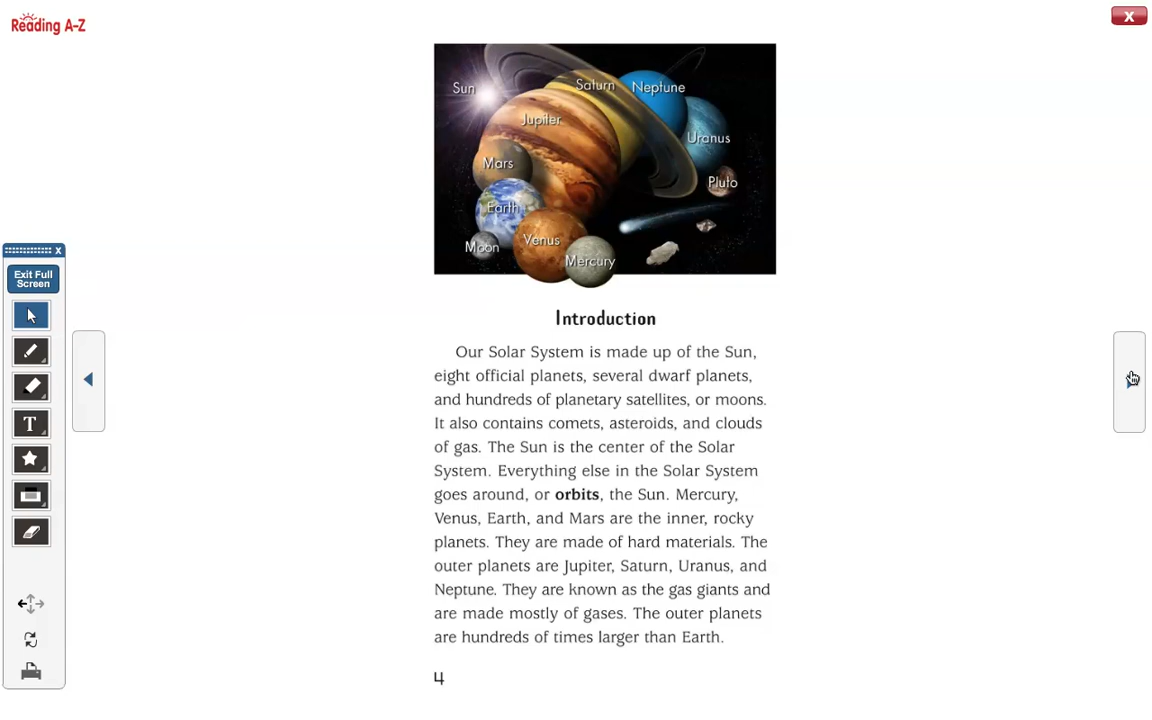 Reading A-Z
X
Sun
Saturn
Neptune
Jupiter
Uranus
Mars
Pluto
Earth
Moon
Venus
Mercury
X
Exit Full
Screen
T
Introduction
Our Solar System is made up of the Sun,
eight official planets, several dwarf planets,
and hundreds of planetary satellites, or moons.
It also contains comets, asteroids, and clouds
of gas. The Sun is the center of the Solar
System. Everything else in the Solar System
goes around, or orbits, the Sun. Mercury,
Venus, Earth, and Mars are the inner, rocky
planets. They are made of hard materials. The
outer planets are Jupiter, Saturn, Uranus, and
Neptune. They are known as the gas giants and
are made mostly of gases. The outer planets
are hundreds of times larger than Earth.
4